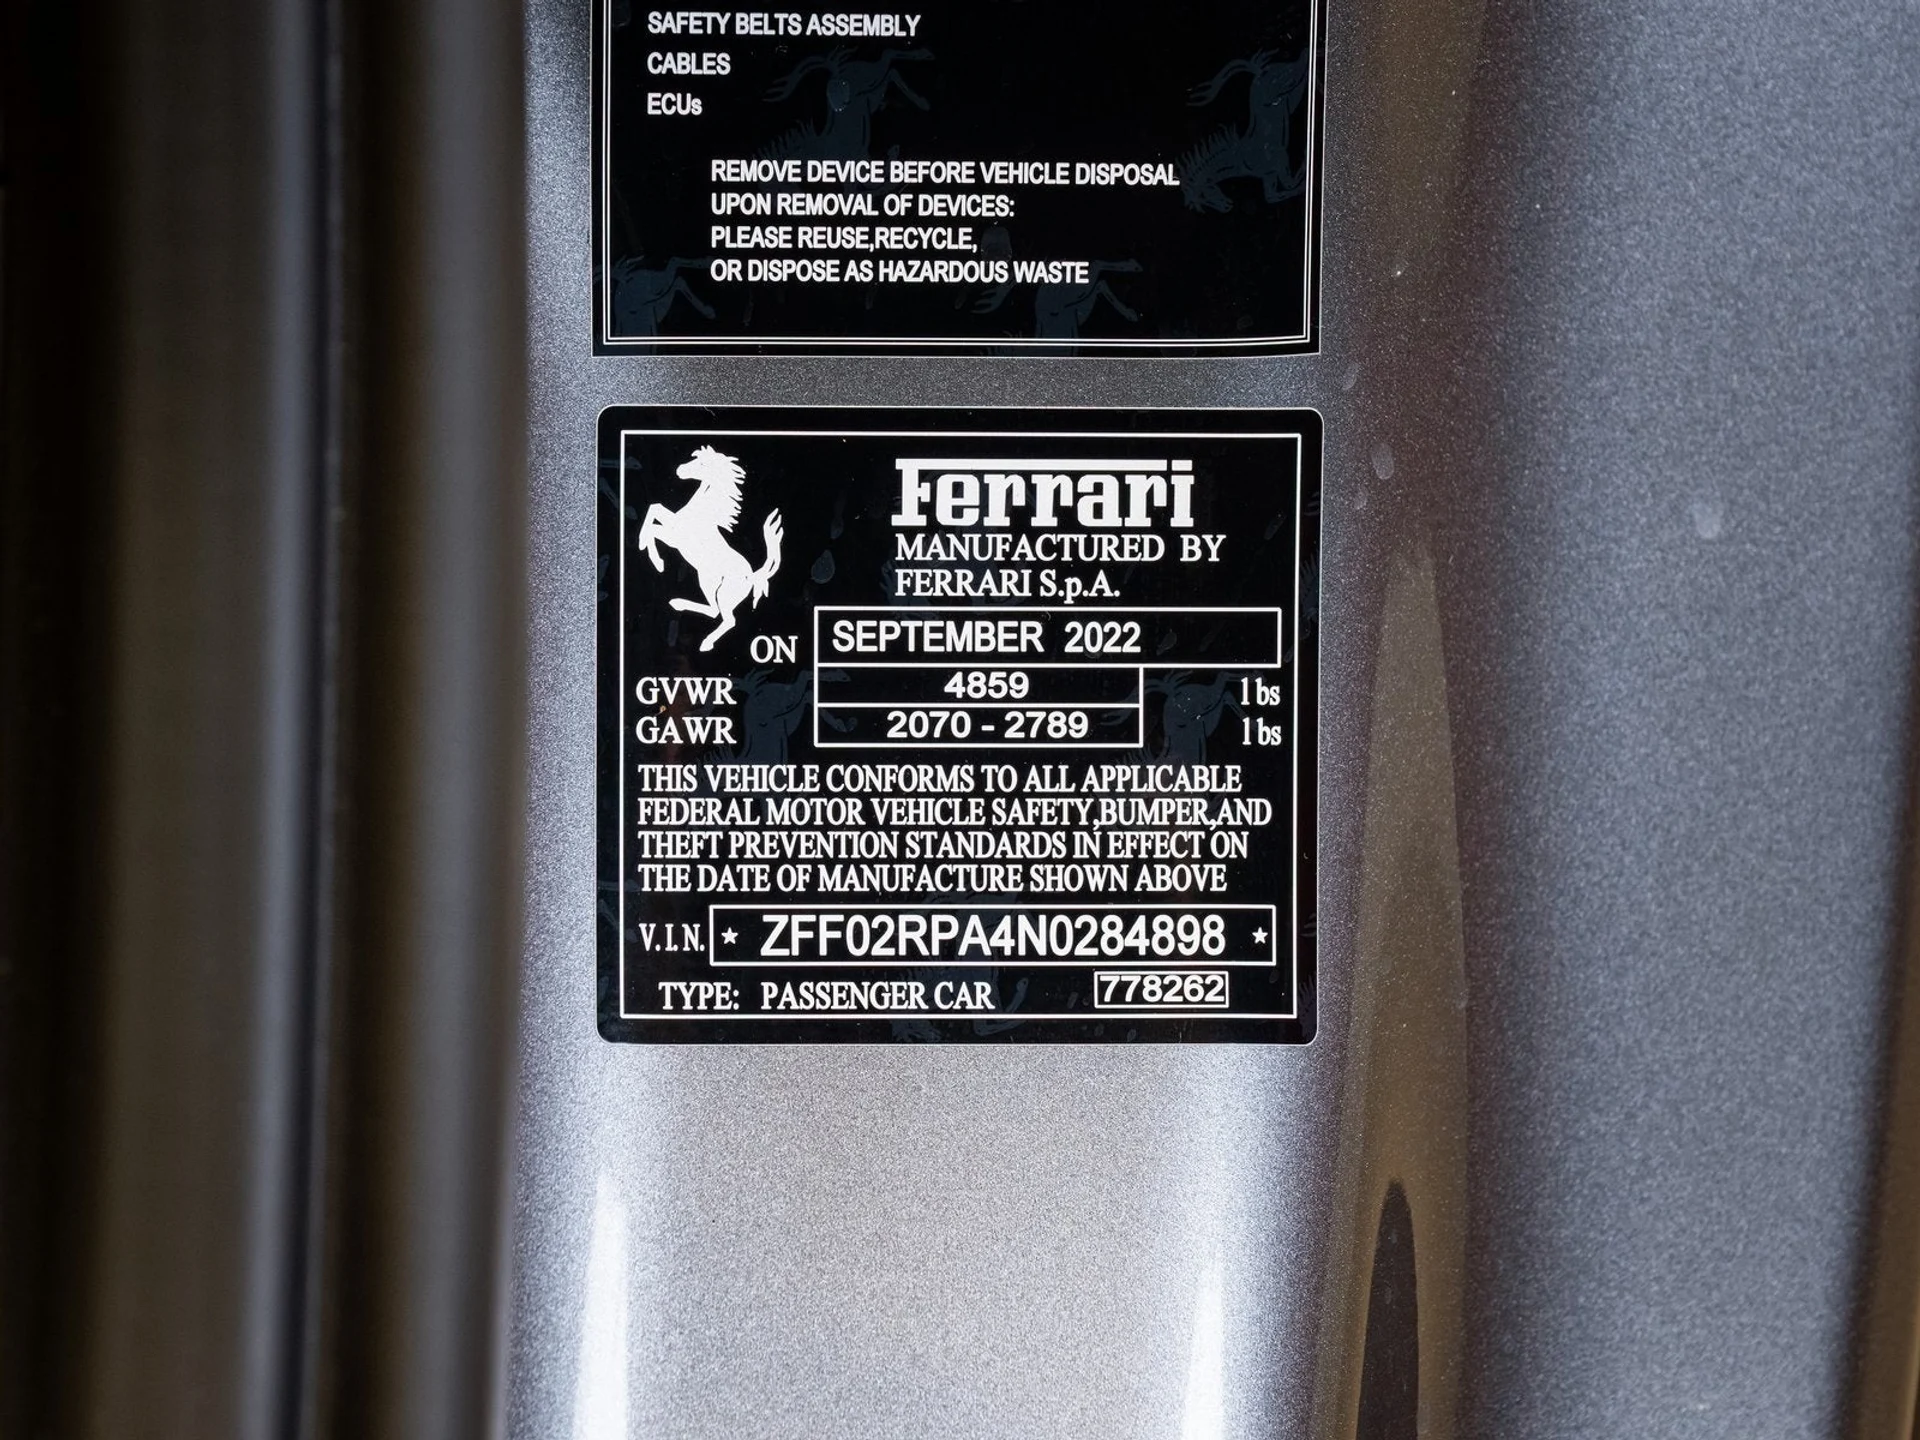 SAFETY BELTS ASSEMBLY
CABLES
ECUs
REMOVE DEVICE BEFORE VEHICLE DISPOSAL
UPON REMOVAL OF DEVICES:
PLEASE REUSE,RECYCLE,
OR DISPOSE AS HAZARDOUS WASTE
Ferrari
MANUFACTURED BY
FERRARI S.p.A.
ON SEPTEMBER 2022
GVWR 4859 lbs
GAWR 2070 - 2789 lbs
THIS VEHICLE CONFORMS TO ALL APPLICABLE
FEDERAL MOTOR VEHICLE SAFETY,BUMPER,AND
THEFT PREVENTION STANDARDS IN EFFECT ON
THE DATE OF MANUFACTURE SHOWN ABOVE
V.I.N. ★ ZFF02RPA4N0284898 ★
TYPE: PASSENGER CAR 778262